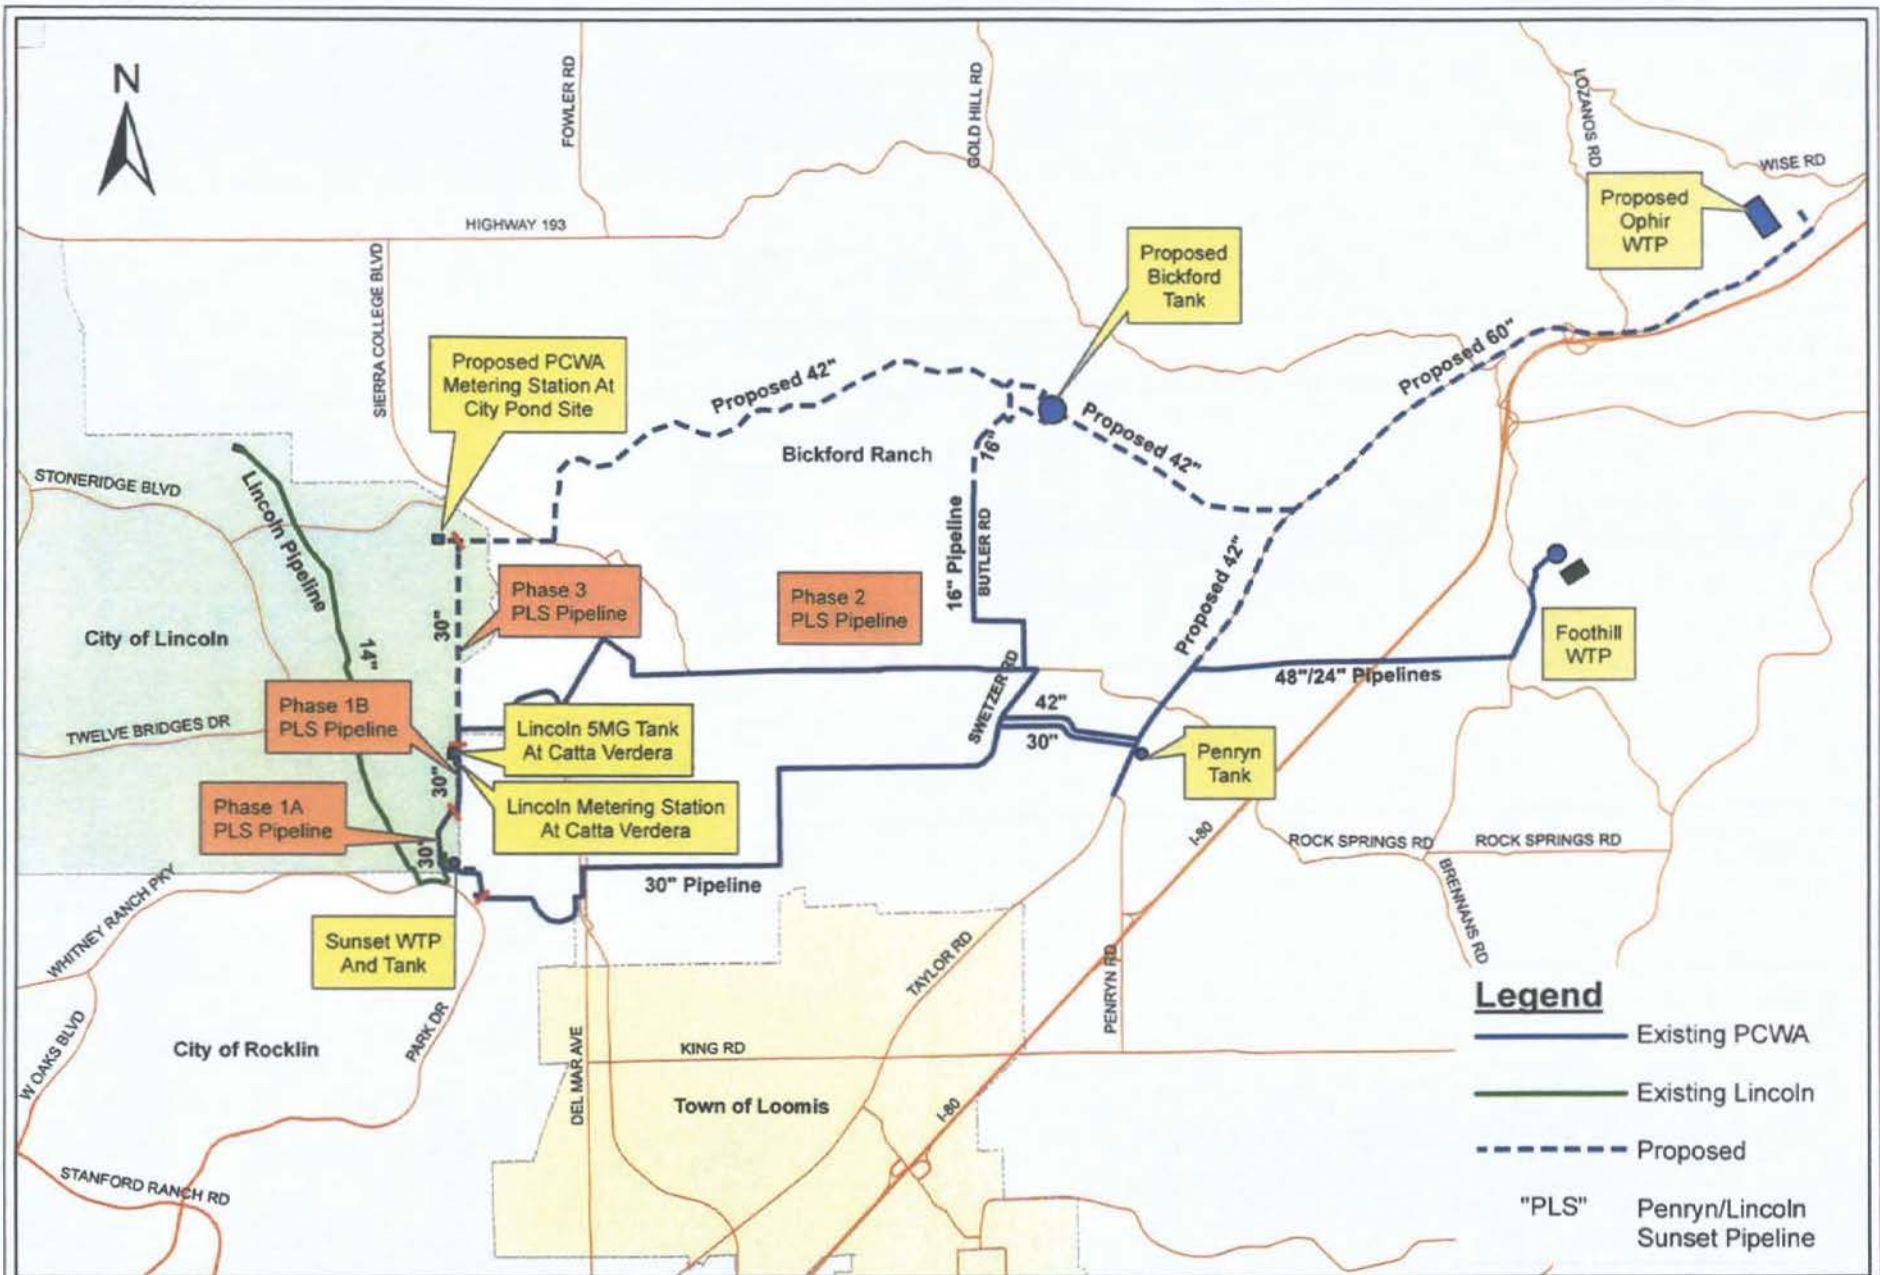 N
FOWLER RD
GOLD HILL RD
LOZANOS RD
WISE RD
Proposed
Ophir
WTP
HIGHWAY 193
SIERRA COLLEGE BLVD
Proposed
Bickford
Tank
Proposed PCWA
Metering Station At
City Pond Site
Proposed 42"
Proposed 60"
Proposed 42"
Bickford Ranch
16"
STONERIDGE BLVD
Lincoln Pipeline
16" Pipeline
BUTLER RD
Proposed 42"
Phase 3
PLS Pipeline
Phase 2
PLS Pipeline
30"
City of Lincoln
14"
Foothill
WTP
48"/24" Pipelines
SWETZER RD
42"
30"
Phase 1B
PLS Pipeline
TWELVE BRIDGES DR
Lincoln 5MG Tank
At Catta Verdera
Penryn
Tank
30"
Phase 1A
PLS Pipeline
Lincoln Metering Station
At Catta Verdera
I-80
ROCK SPRINGS RD
ROCK SPRINGS RD
30"
30" Pipeline
BRENNANS RD
WHITNEY RANCH PKY
Sunset WTP
And Tank
TAYLOR RD
PENRYN RD
W OAKS BLVD
City of Rocklin
PARK DR
DEL MAR AVE
KING RD
Town of Loomis
I-80
STANFORD RANCH RD
Legend
Existing PCWA
Existing Lincoln
Proposed
"PLS" Penryn/Lincoln
Sunset Pipeline